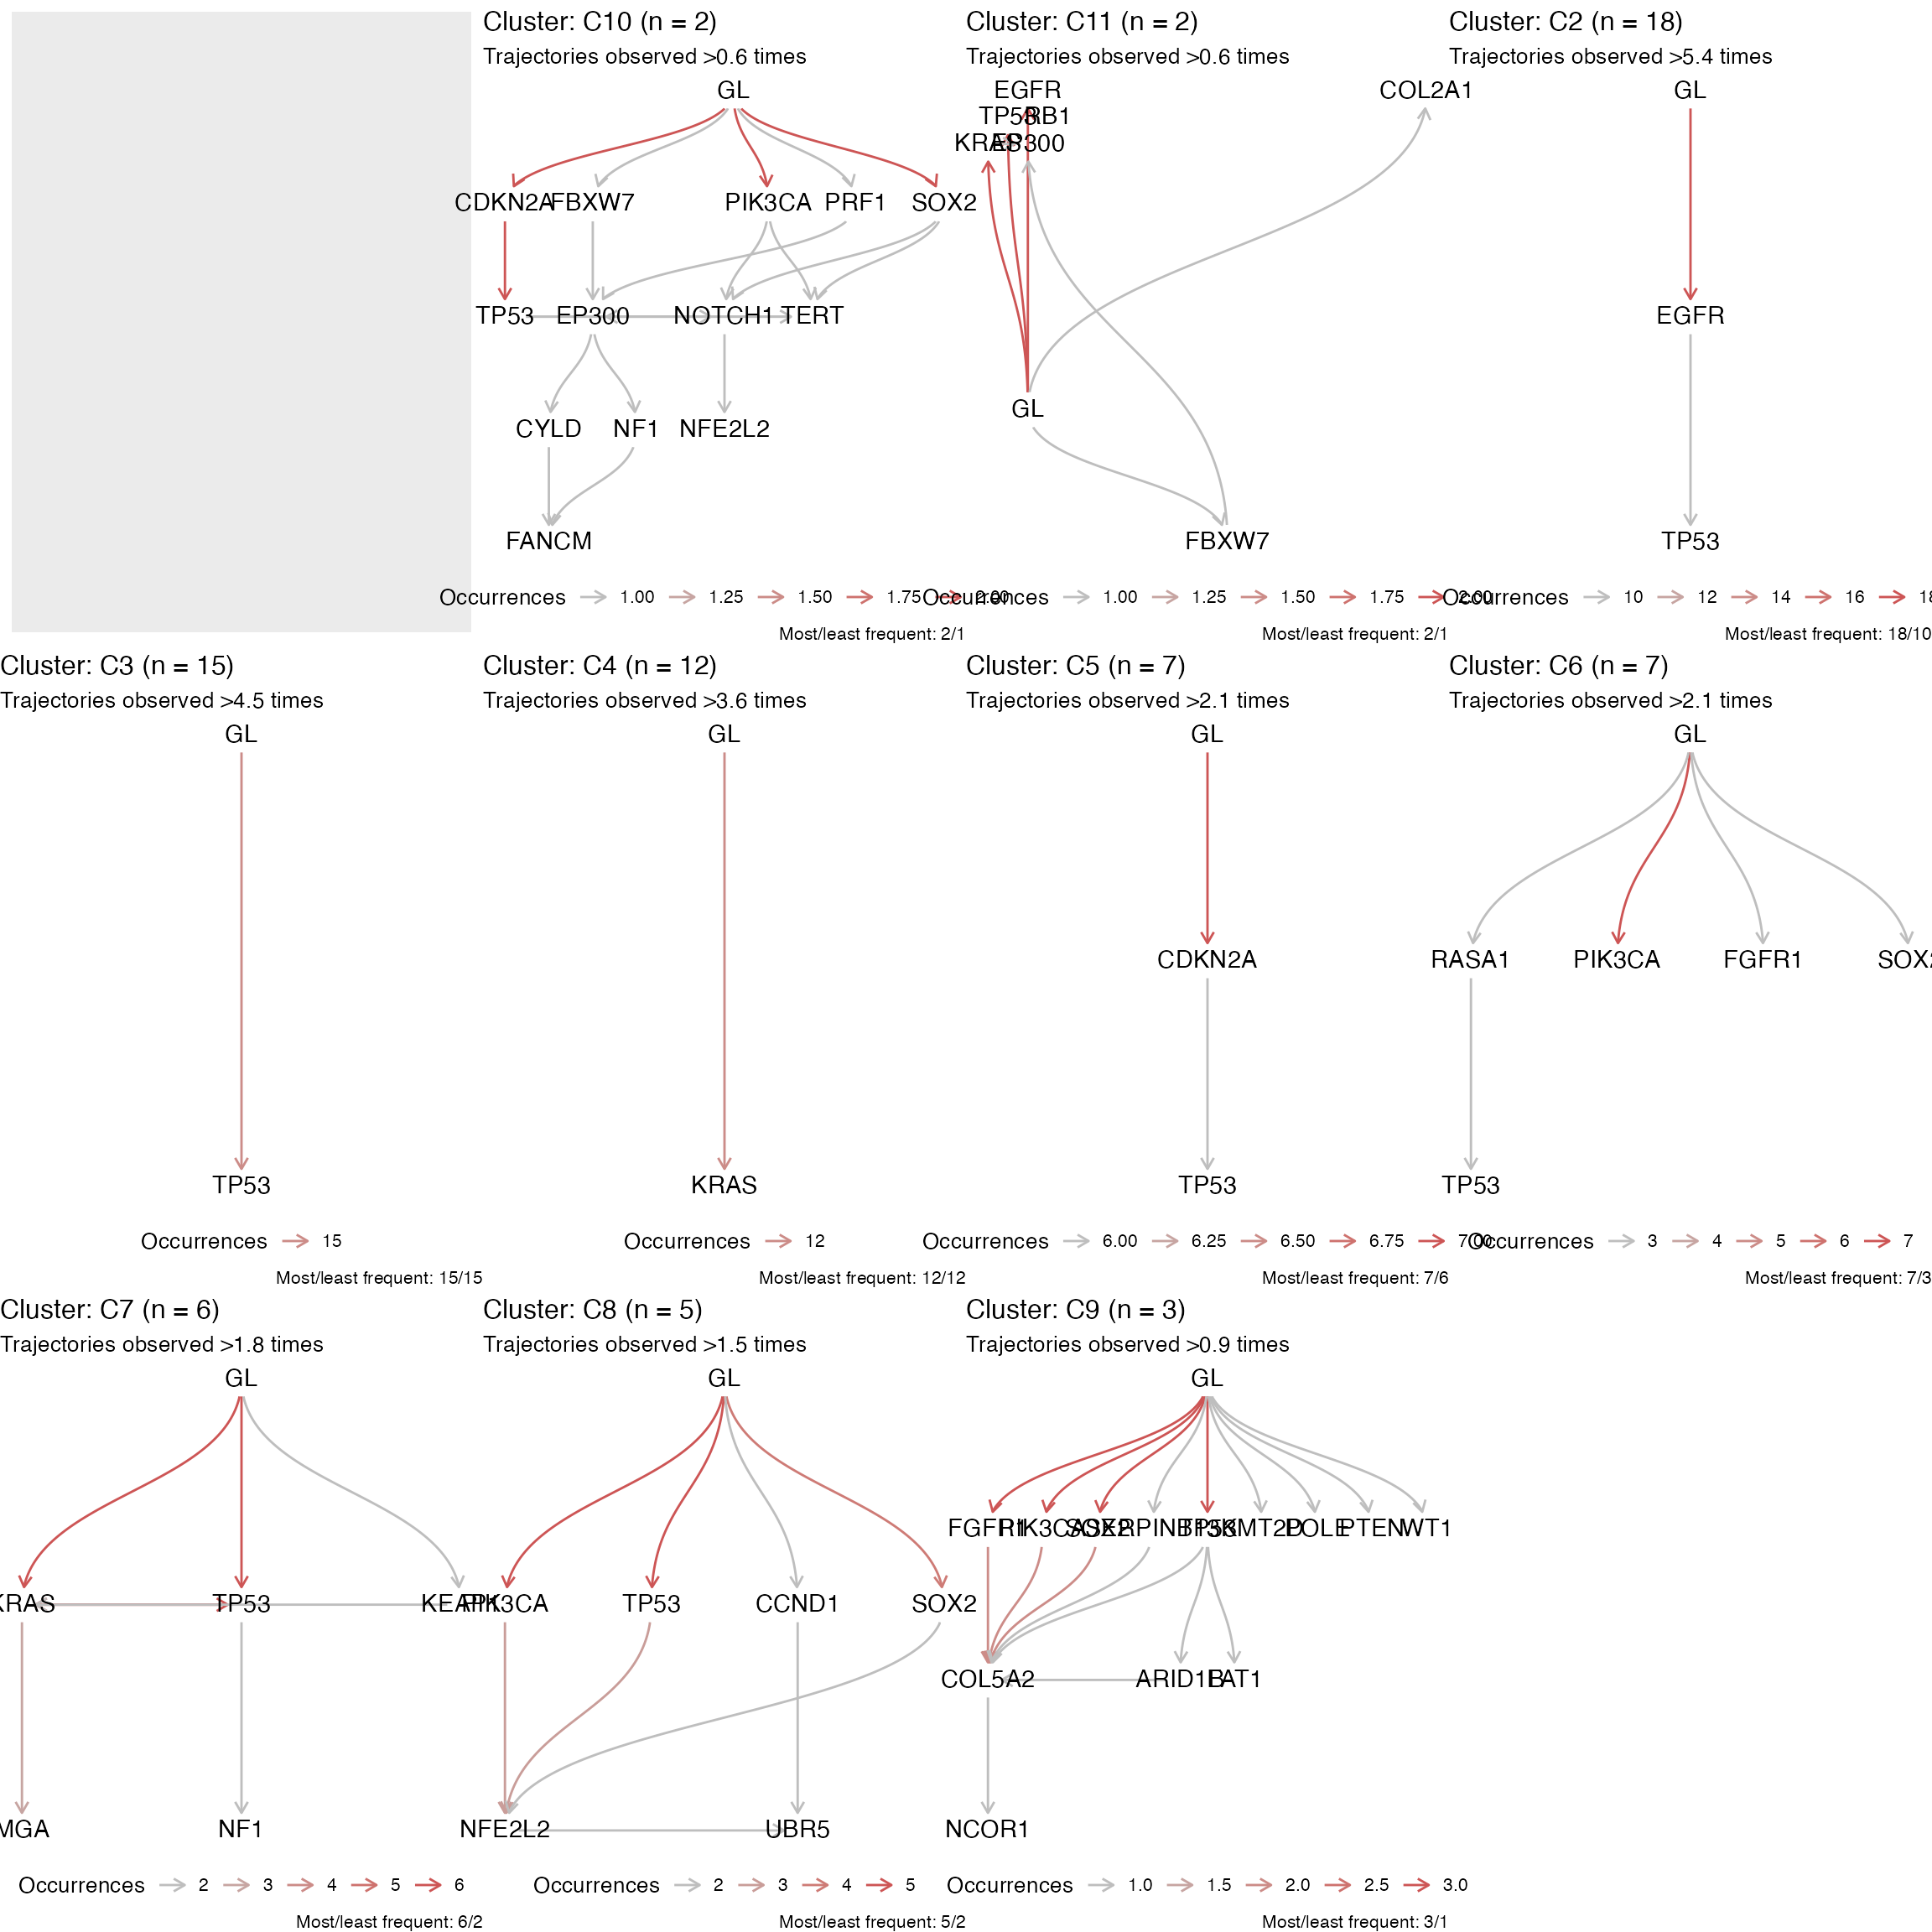 Cluster: C10 (n = 2)
Trajectories observed >0.6 times
GL
CDKN2A FBXW7 PIK3CA PRF1 SOX2
TP53 EP300 NOTCH1 TERT
CYLD NF1 NFE2L2
FANCM
Occurrences 1.00 1.25 1.50 1.75 2.00
Most/least frequent: 2/1
Cluster: C11 (n = 2)
Trajectories observed >0.6 times
EGFR COL2A1
TP53 RB1
KRAS EP300
GL
FBXW7
Occurrences 1.00 1.25 1.50 1.75 2.00
Most/least frequent: 2/1
Cluster: C2 (n = 18)
Trajectories observed >5.4 times
GL
EGFR
TP53
Occurrences 10 12 14 16 18
Most/least frequent: 18/10
Cluster: C3 (n = 15)
Trajectories observed >4.5 times
GL
TP53
Occurrences 15
Most/least frequent: 15/15
Cluster: C4 (n = 12)
Trajectories observed >3.6 times
GL
KRAS
Occurrences 12
Most/least frequent: 12/12
Cluster: C5 (n = 7)
Trajectories observed >2.1 times
GL
CDKN2A
TP53
Occurrences 6.00 6.25 6.50 6.75 7.00
Most/least frequent: 7/6
Cluster: C6 (n = 7)
Trajectories observed >2.1 times
GL
RASA1 PIK3CA FGFR1 SOX2
TP53
Occurrences 3 4 5 6 7
Most/least frequent: 7/3
Cluster: C7 (n = 6)
Trajectories observed >1.8 times
GL
KRAS TP53 KEAP1
MGA NF1
Occurrences 2 3 4 5 6
Most/least frequent: 6/2
Cluster: C8 (n = 5)
Trajectories observed >1.5 times
GL
PIK3CA TP53 CCND1 SOX2
NFE2L2 UBR5
Occurrences 2 3 4 5
Most/least frequent: 5/2
Cluster: C9 (n = 3)
Trajectories observed >0.9 times
GL
FGFR1 PIK3CA SOX2 TP53 KMT2D POLE PTEN WT1
COL5A2 ARID1B FAT1
NCOR1
Occurrences 1.0 1.5 2.0 2.5 3.0
Most/least frequent: 3/1